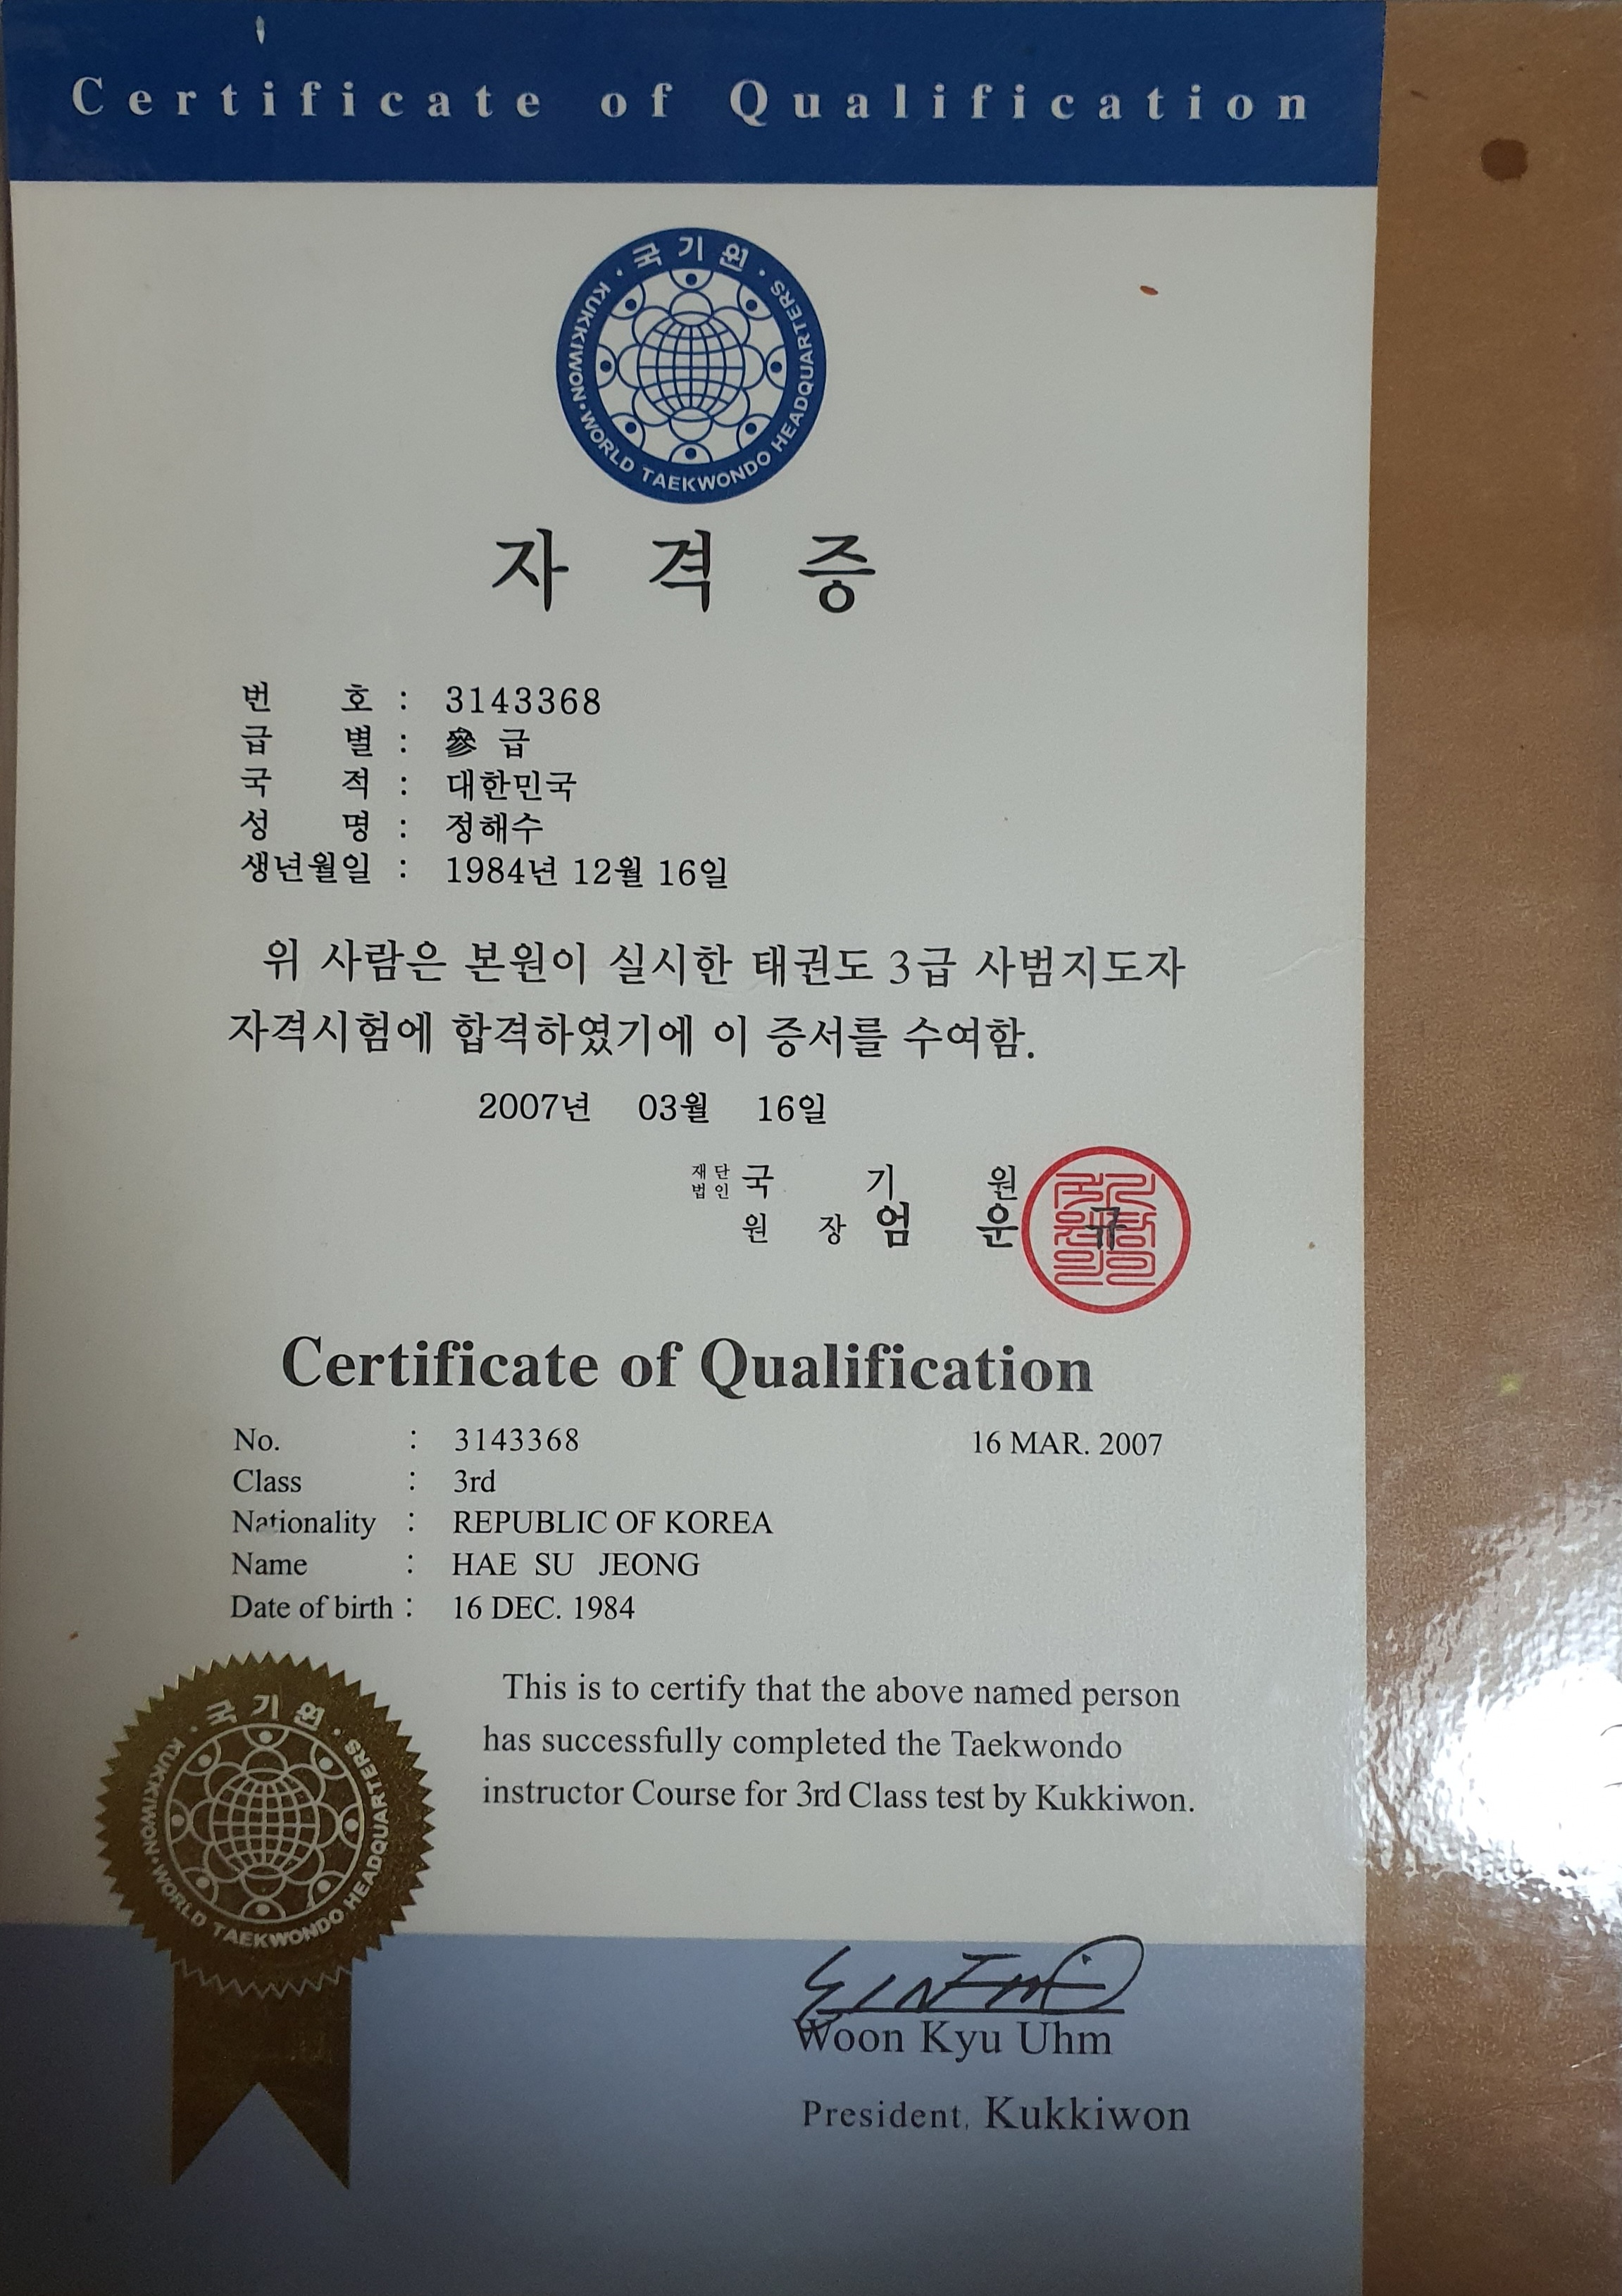 Certificate of Qualification
· 국기원 ·
KUKKIWON · WORLD TAEKWONDO HEADQUARTERS
자 격 증
번 호 : 3143368
급 별 : 參 급
국 적 : 대한민국
성 명 : 정해수
생년월일 : 1984년 12월 16일
위 사람은 본원이 실시한 태권도 3급 사범지도자
자격시험에 합격하였기에 이 증서를 수여함.
2007년 03월 16일
재단법인 국 기 원
원 장 엄 운 규
Certificate of Qualification
No. : 3143368 16 MAR. 2007
Class : 3rd
Nationality : REPUBLIC OF KOREA
Name : HAE SU JEONG
Date of birth : 16 DEC. 1984
This is to certify that the above named person
has successfully completed the Taekwondo
instructor Course for 3rd Class test by Kukkiwon.
· 국기원 ·
KUKKIWON · WORLD TAEKWONDO HEADQUARTERS
Woon Kyu Uhm
President, Kukkiwon